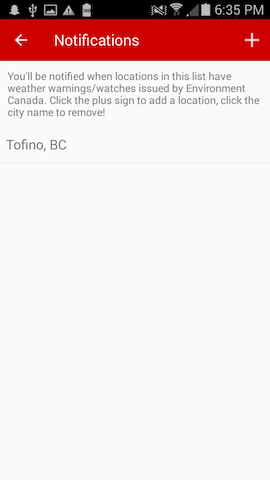 6:35 PM
Notifications
You'll be notified when locations in this list have
weather warnings/watches issued by Environment
Canada. Click the plus sign to add a location, click the
city name to remove!
Tofino, BC